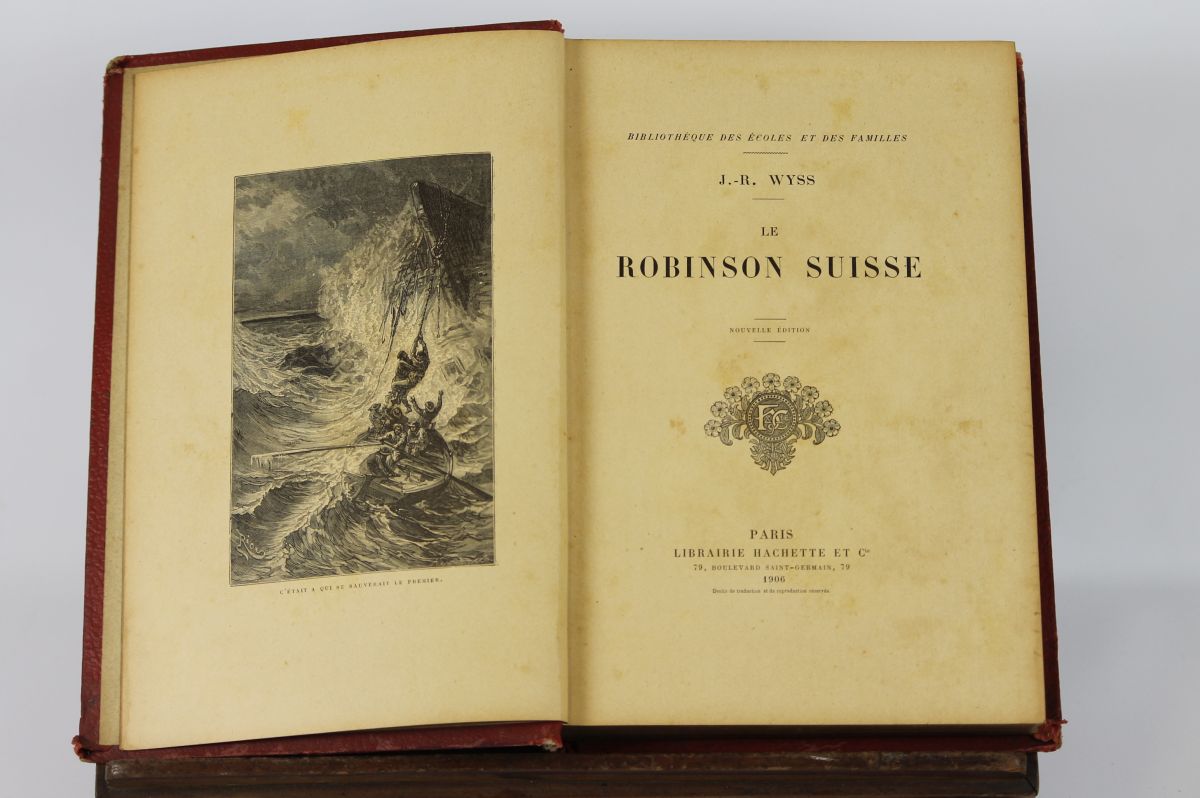 C'ÉTAIT A QUI SE SAUVERAIT LE PREMIER.
BIBLIOTHÈQUE DES ÉCOLES ET DES FAMILLES
J.-R. WYSS
LE
ROBINSON SUISSE
NOUVELLE ÉDITION
PARIS
LIBRAIRIE HACHETTE ET Cie
79, BOULEVARD SAINT-GERMAIN, 79
1906
Droits de traduction et de reproduction réservés.